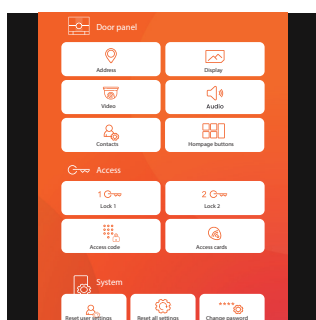 Door panel
Address
Display
Video
Audio
Contacts
Hompage buttons
Access
1
2
Lock 1
Lock 2
Access code
Access cards
System
****
Reset user settings
Reset all settings
Change pasword